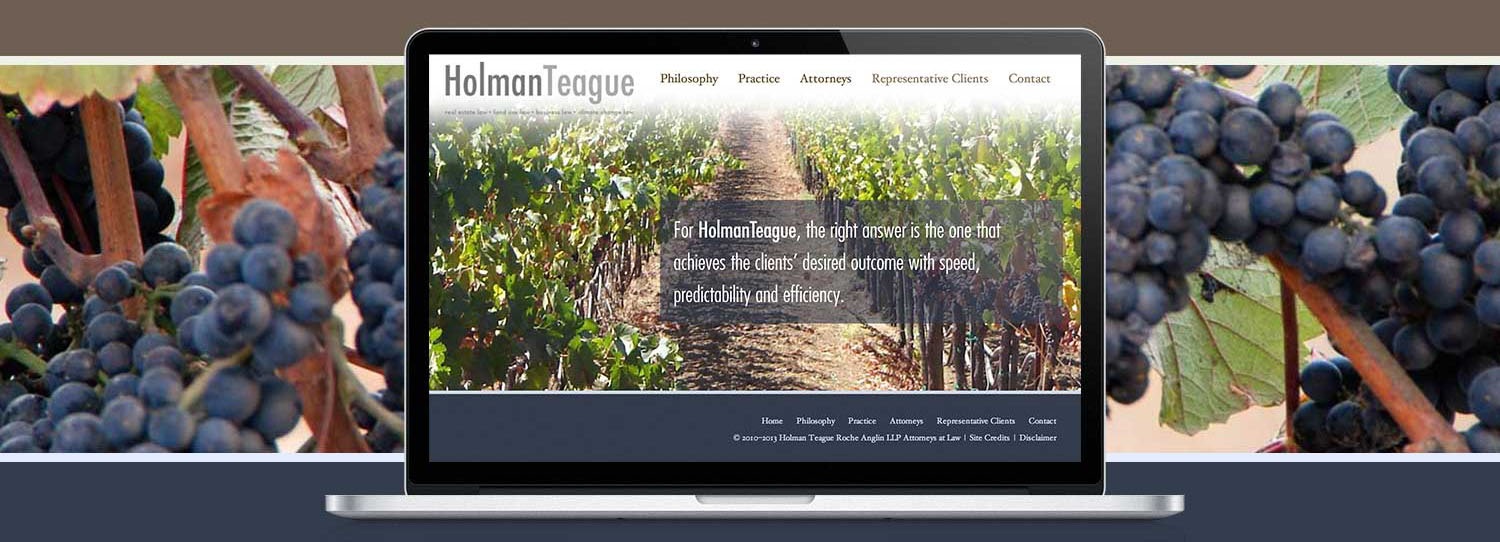 HolmanTeague
real estate law • land use law • business law • climate change law
Philosophy Practice Attorneys Representative Clients Contact
For HolmanTeague, the right answer is the one that
achieves the clients’ desired outcome with speed,
predictability and efficiency.
Home Philosophy Practice Attorneys Representative Clients Contact
© 2010–2013 Holman Teague Roche Anglin LLP Attorneys at Law | Site Credits | Disclaimer